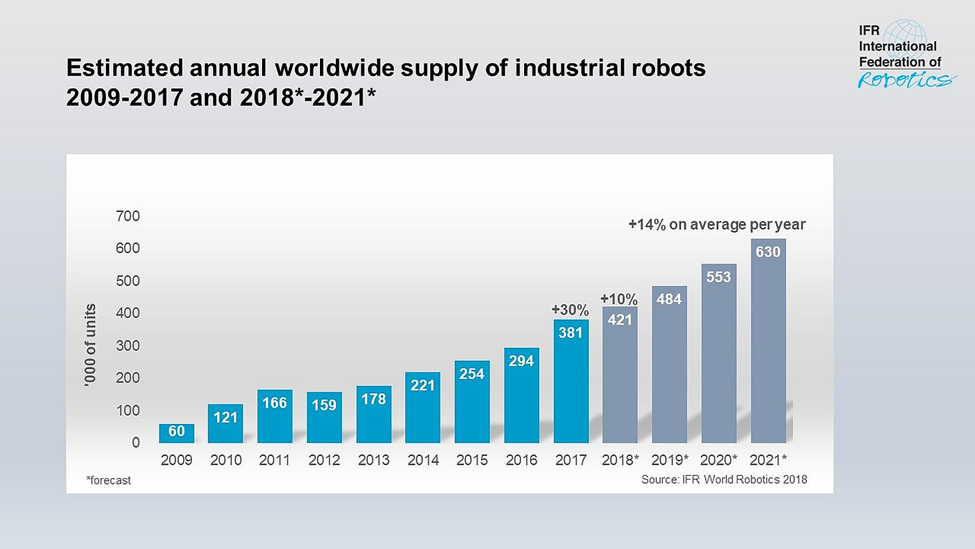 IFR
International
Federation of
Robotics
Estimated annual worldwide supply of industrial robots
2009-2017 and 2018*-2021*
'000 of units
700
600
500
400
300
200
100
0
+14% on average per year
+30%
+10%
60
121
166
159
178
221
254
294
381
421
484
553
630
2009 2010 2011 2012 2013 2014 2015 2016 2017 2018* 2019* 2020* 2021*
*forecast
Source: IFR World Robotics 2018